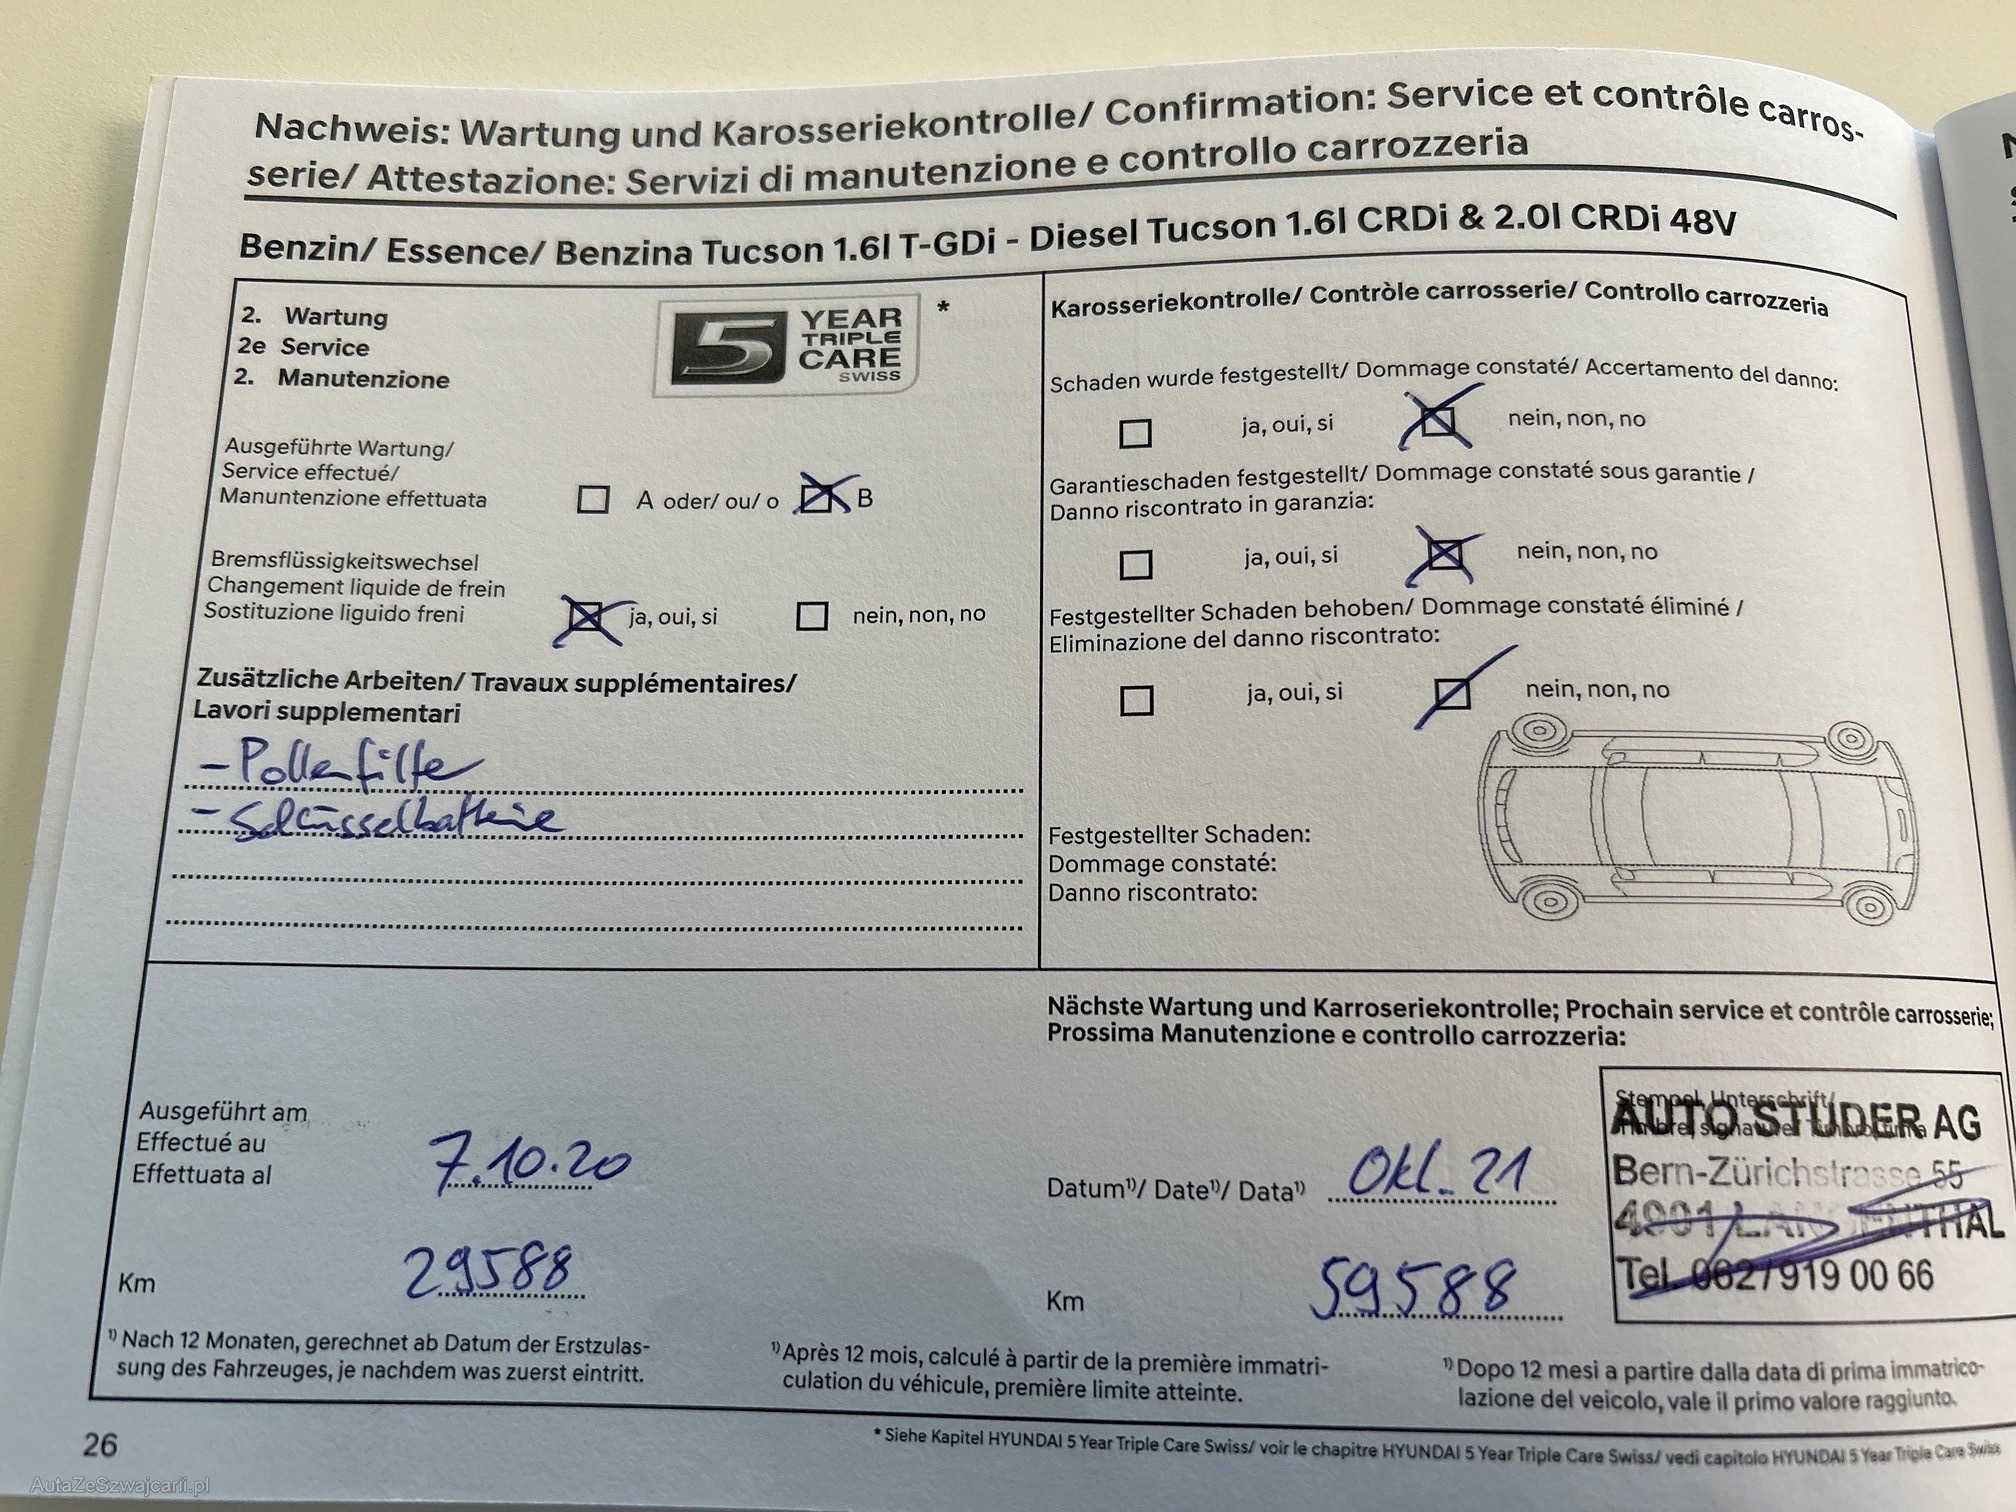 Nachweis: Wartung und Karosseriekontrolle/ Confirmation: Service et contrôle carros-
serie/ Attestazione: Servizi di manutenzione e controllo carrozzeria
Benzin/ Essence/ Benzina Tucson 1.6l T-GDi - Diesel Tucson 1.6l CRDi & 2.0l CRDi 48V
2. Wartung
2e Service
2. Manutenzione
5 YEAR
TRIPLE
CARE
SWISS
*
Ausgeführte Wartung/
Service effectué/
Manuntenzione effettuata
A oder/ ou/ o
B
Bremsflüssigkeitswechsel
Changement liquide de frein
Sostituzione liguido freni
ja, oui, si
nein, non, no
Zusätzliche Arbeiten/ Travaux supplémentaires/
Lavori supplementari
- Pollenfilter
- Schlüsselbatterie
Karosseriekontrolle/ Contròle carrosserie/ Controllo carrozzeria
Schaden wurde festgestellt/ Dommage constaté/ Accertamento del danno:
ja, oui, si
nein, non, no
Garantieschaden festgestellt/ Dommage constaté sous garantie /
Danno riscontrato in garanzia:
ja, oui, si
nein, non, no
Festgestellter Schaden behoben/ Dommage constaté éliminé /
Eliminazione del danno riscontrato:
ja, oui, si
nein, non, no
Festgestellter Schaden:
Dommage constaté:
Danno riscontrato:
Ausgeführt am
Effectué au
Effettuata al
7.10.20
Km
29588
Nächste Wartung und Karroseriekontrolle; Prochain service et contrôle carrosserie;
Prossima Manutenzione e controllo carrozzeria:
Datum¹⁾/ Date¹⁾/ Data¹⁾
Okt. 21
Km
59588
Stempel, Unterschrift/
AUTO STUDER AG
Bern-Zürichstrasse 55
4901 LANGENTHAL
Tel. 062/919 00 66
¹⁾ Nach 12 Monaten, gerechnet ab Datum der Erstzulas-
sung des Fahrzeuges, je nachdem was zuerst eintritt.
¹⁾ Après 12 mois, calculé à partir de la première immatri-
culation du véhicule, première limite atteinte.
¹⁾ Dopo 12 mesi a partire dalla data di prima immatrico-
lazione del veicolo, vale il primo valore raggiunto.
* Siehe Kapitel HYUNDAI 5 Year Triple Care Swiss/ voir le chapitre HYUNDAI 5 Year Triple Care Swiss/ vedi capitolo HYUNDAI 5 Year Triple Care Swiss
26
AutaZeSzwajcarii.pl